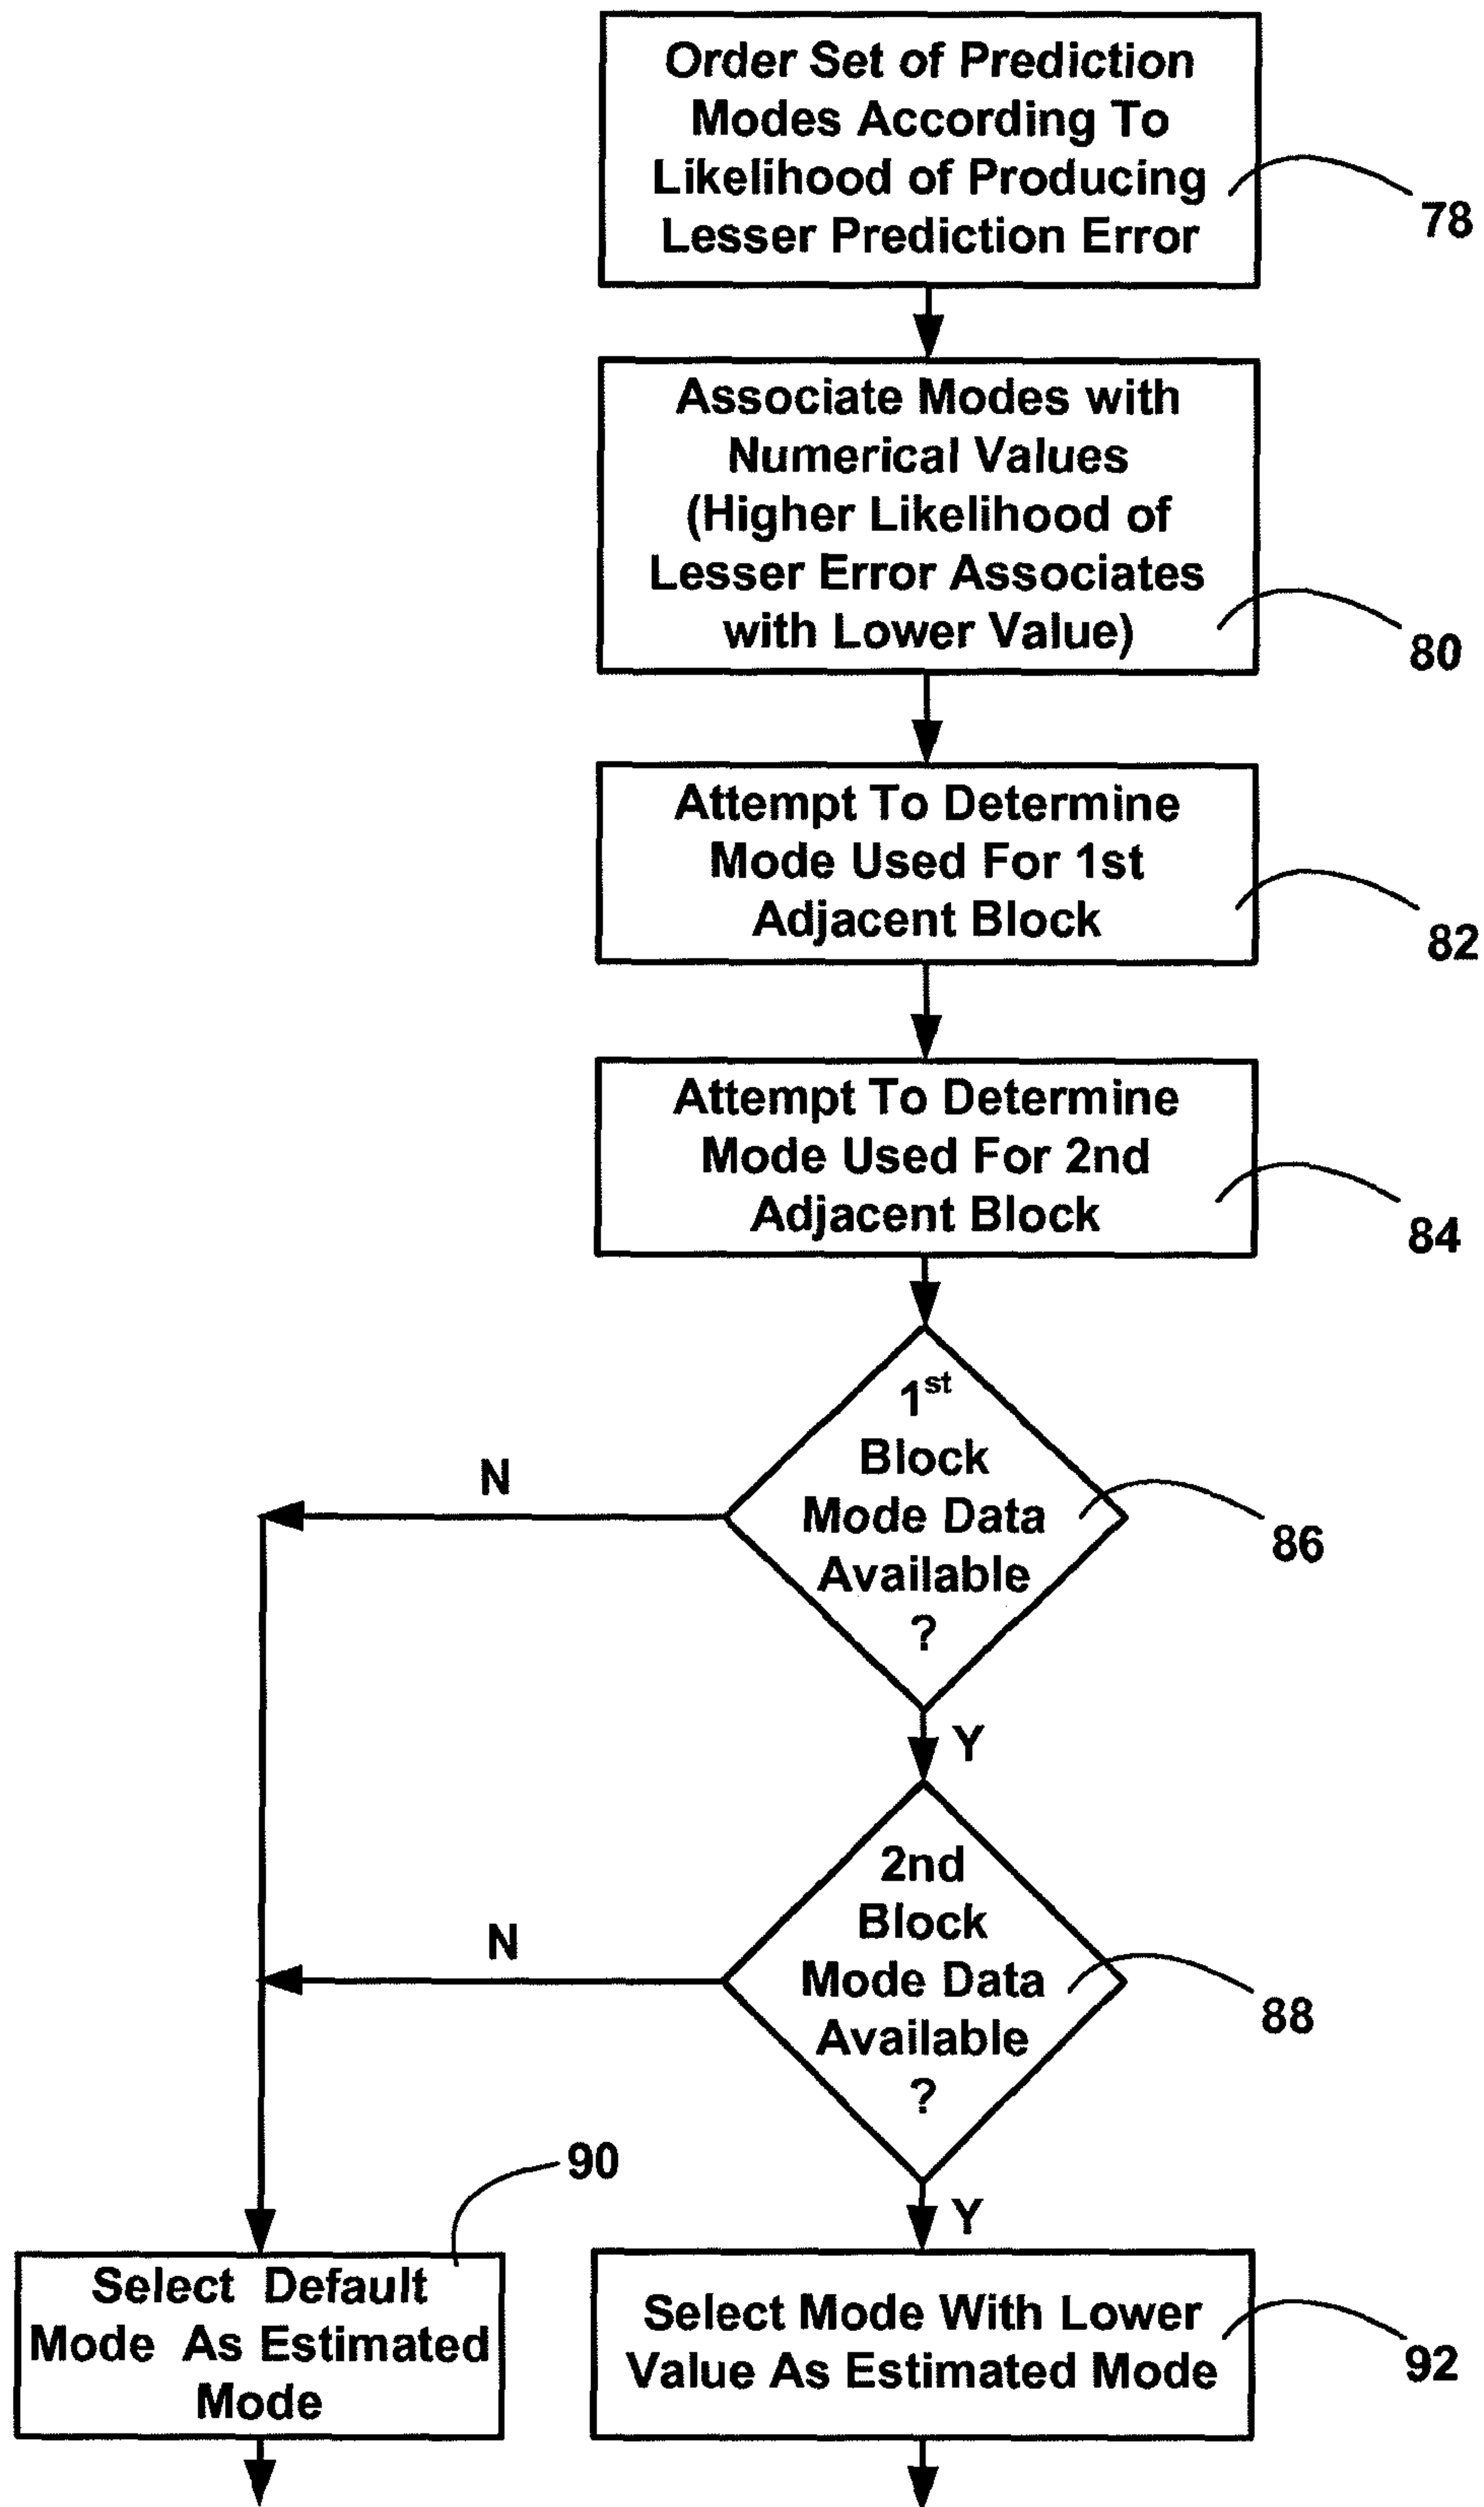 Order Set of Prediction
Modes According To
Likelihood of Producing
Lesser Prediction Error
78
Associate Modes with
Numerical Values
(Higher Likelihood of
Lesser Error Associates
with Lower Value)
80
Attempt To Determine
Mode Used For 1st
Adjacent Block
82
Attempt To Determine
Mode Used For 2nd
Adjacent Block
84
1st
Block
Mode Data
Available
?
86
N
Y
2nd
Block
Mode Data
Available
?
88
N
Y
90
Select Default
Mode As Estimated
Mode
Select Mode With Lower
Value As Estimated Mode
92